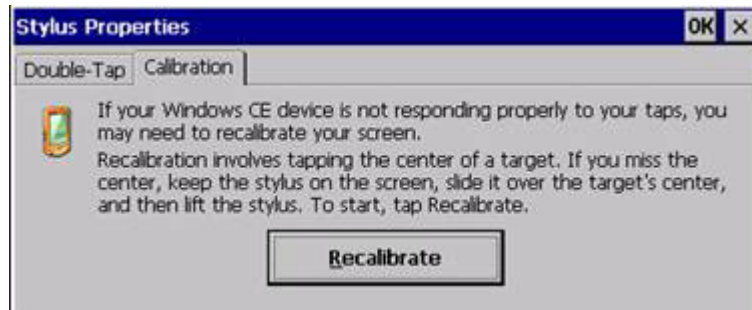 Stylus Properties OK ×
Double-Tap Calibration
If your Windows CE device is not responding properly to your taps, you
may need to recalibrate your screen.
Recalibration involves tapping the center of a target. If you miss the
center, keep the stylus on the screen, slide it over the target's center,
and then lift the stylus. To start, tap Recalibrate.
Recalibrate